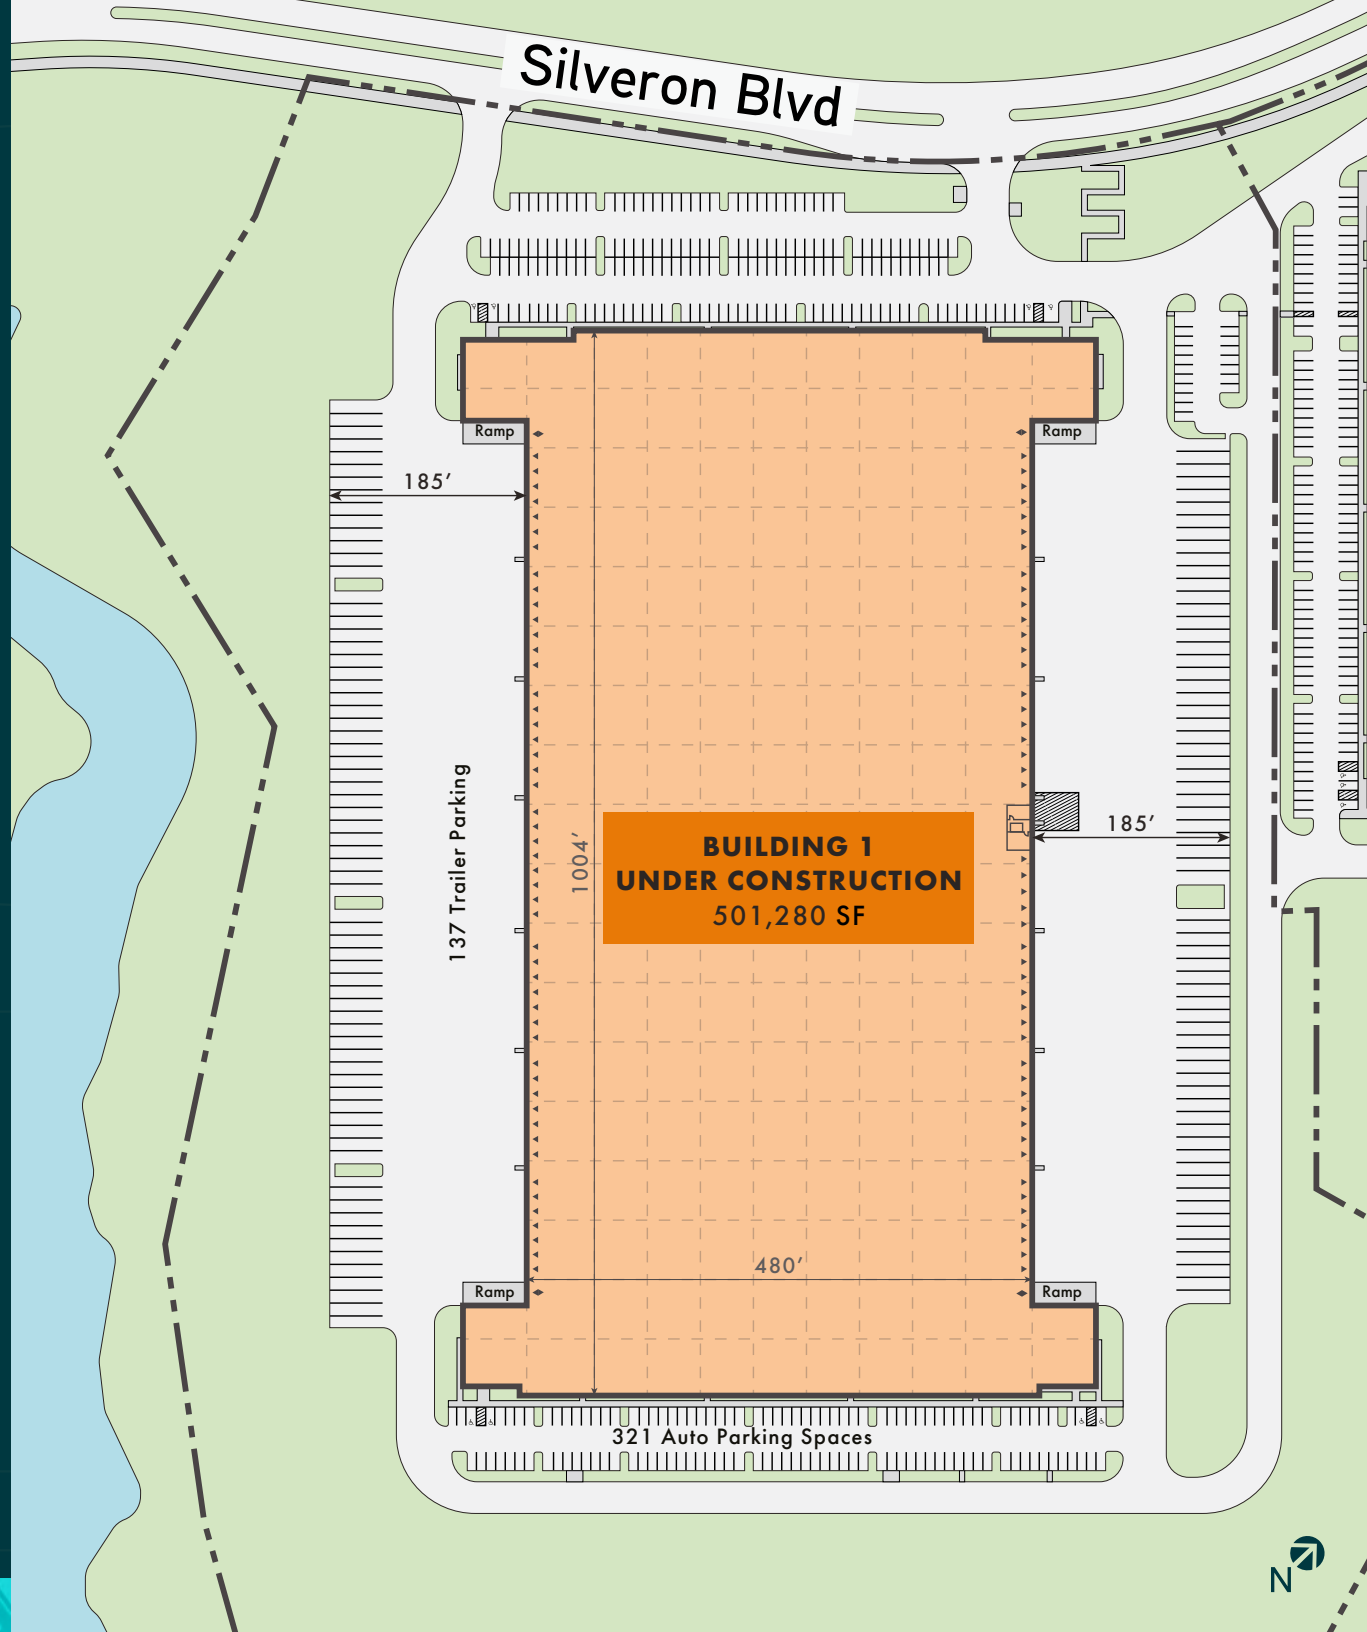 Silveron Blvd
Ramp
Ramp
185’
137 Trailer Parking
1004’
BUILDING 1
UNDER CONSTRUCTION
501,280 SF
185’
480’
Ramp
Ramp
321 Auto Parking Spaces
N